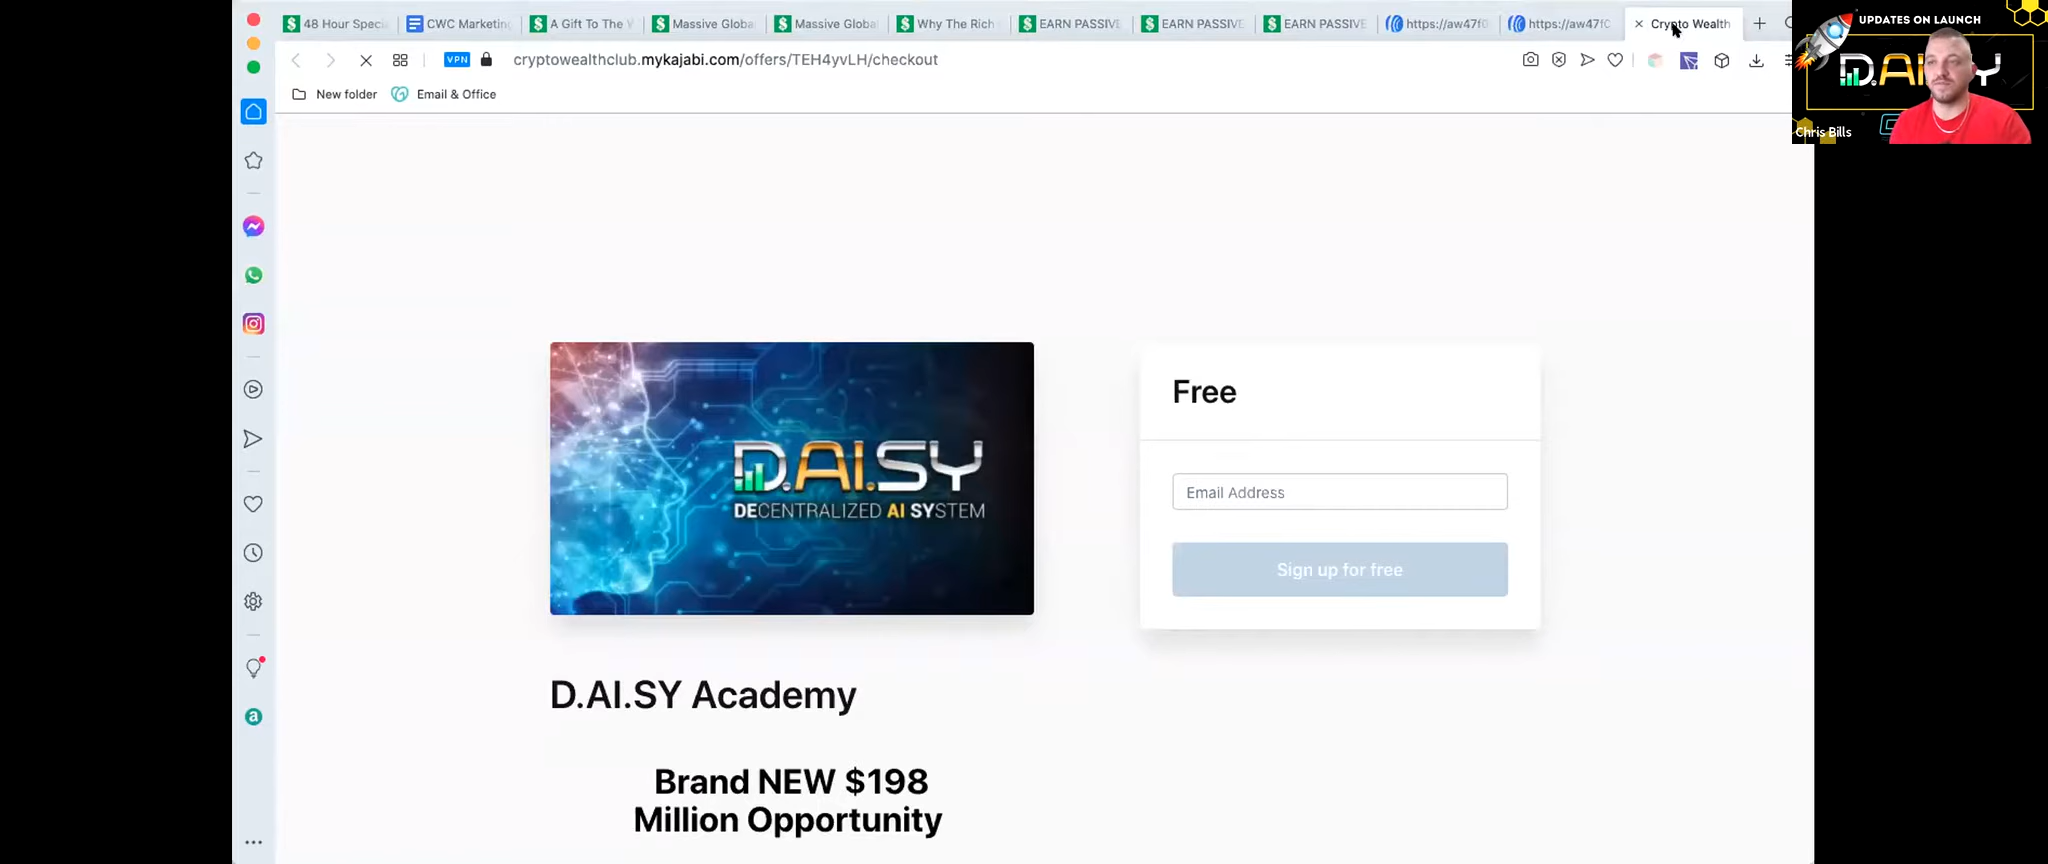 48 Hour Speci
CWC Marketing
A Gift To The W
Massive Globa
Massive Globa
Why The Rich
EARN PASSIVE
EARN PASSIVE
EARN PASSIVE
https://aw47f0
https://aw47f0
Crypto Wealth
VPN
cryptowealthclub.mykajabi.com/offers/TEH4yvLH/checkout
New folder
Email & Office
UPDATES ON LAUNCH
Chris Bills
D.AI.SY
DECENTRALIZED AI SYSTEM
Free
Email Address
Sign up for free
D.AI.SY Academy
Brand NEW $198
Million Opportunity